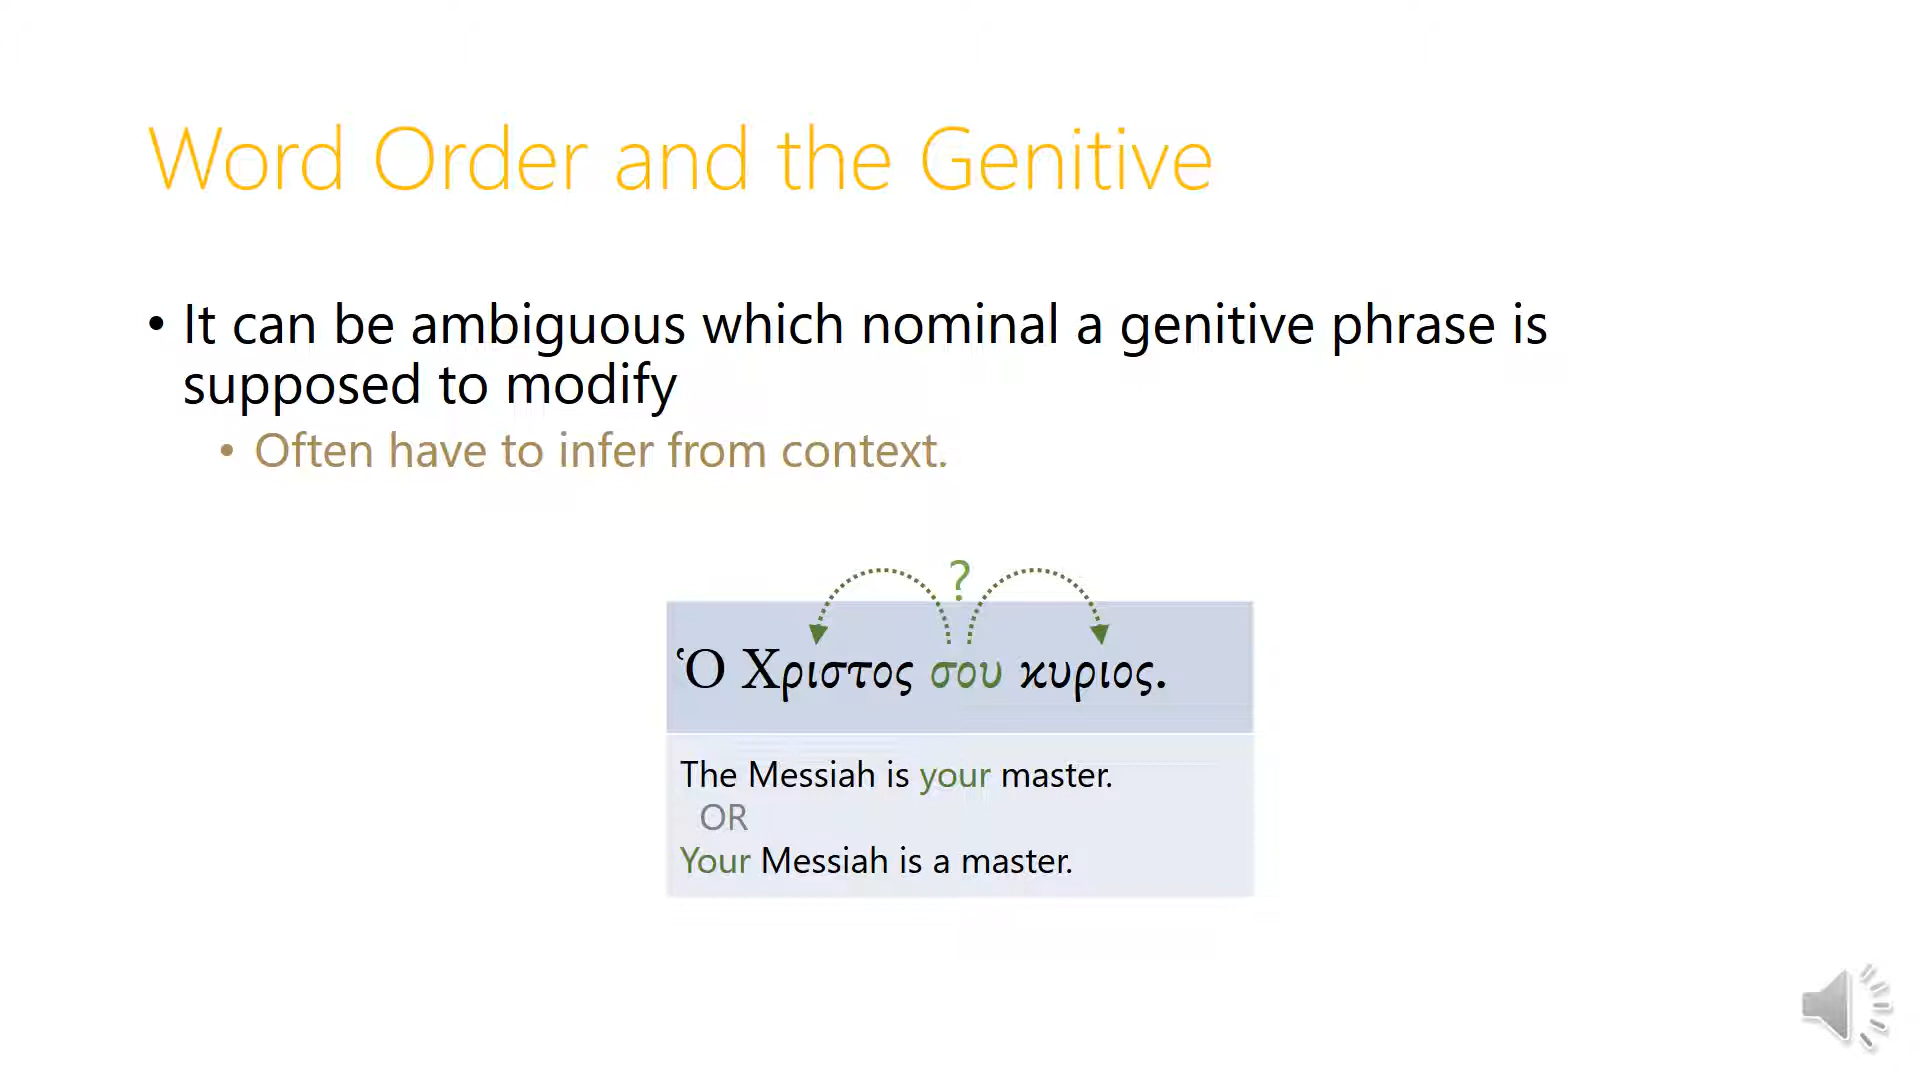 Word Order and the Genitive
• It can be ambiguous which nominal a genitive phrase is
supposed to modify
• Often have to infer from context.
?
Ὁ Χριστος σου κυριος.
The Messiah is your master.
OR
Your Messiah is a master.